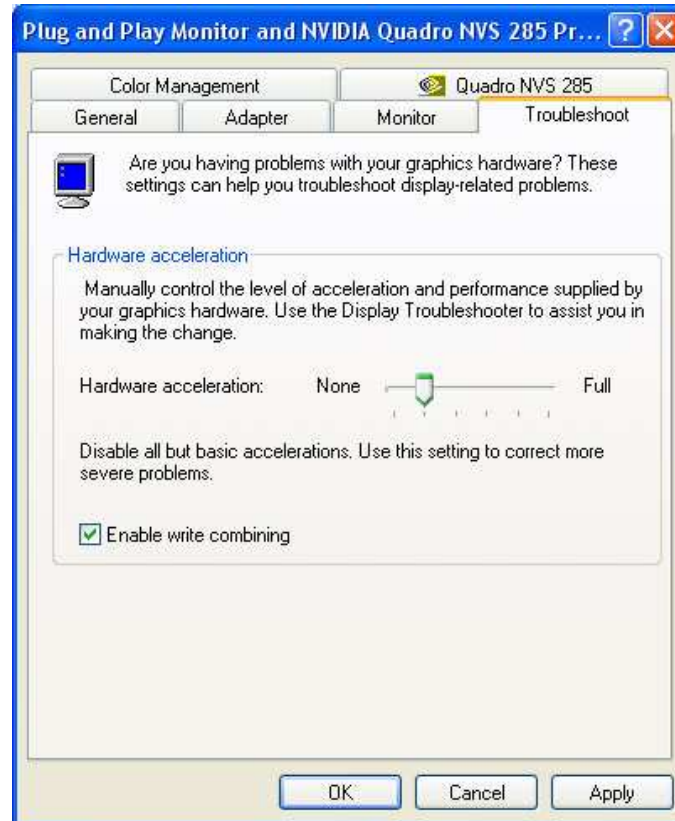 Plug and Play Monitor and NVIDIA Quadro NVS 285 Pr...
Color Management
Quadro NVS 285
General
Adapter
Monitor
Troubleshoot
Are you having problems with your graphics hardware? These
settings can help you troubleshoot display-related problems.
Hardware acceleration
Manually control the level of acceleration and performance supplied by
your graphics hardware. Use the Display Troubleshooter to assist you in
making the change.
Hardware acceleration: None Full
Disable all but basic accelerations. Use this setting to correct more
severe problems.
Enable write combining
OK
Cancel
Apply